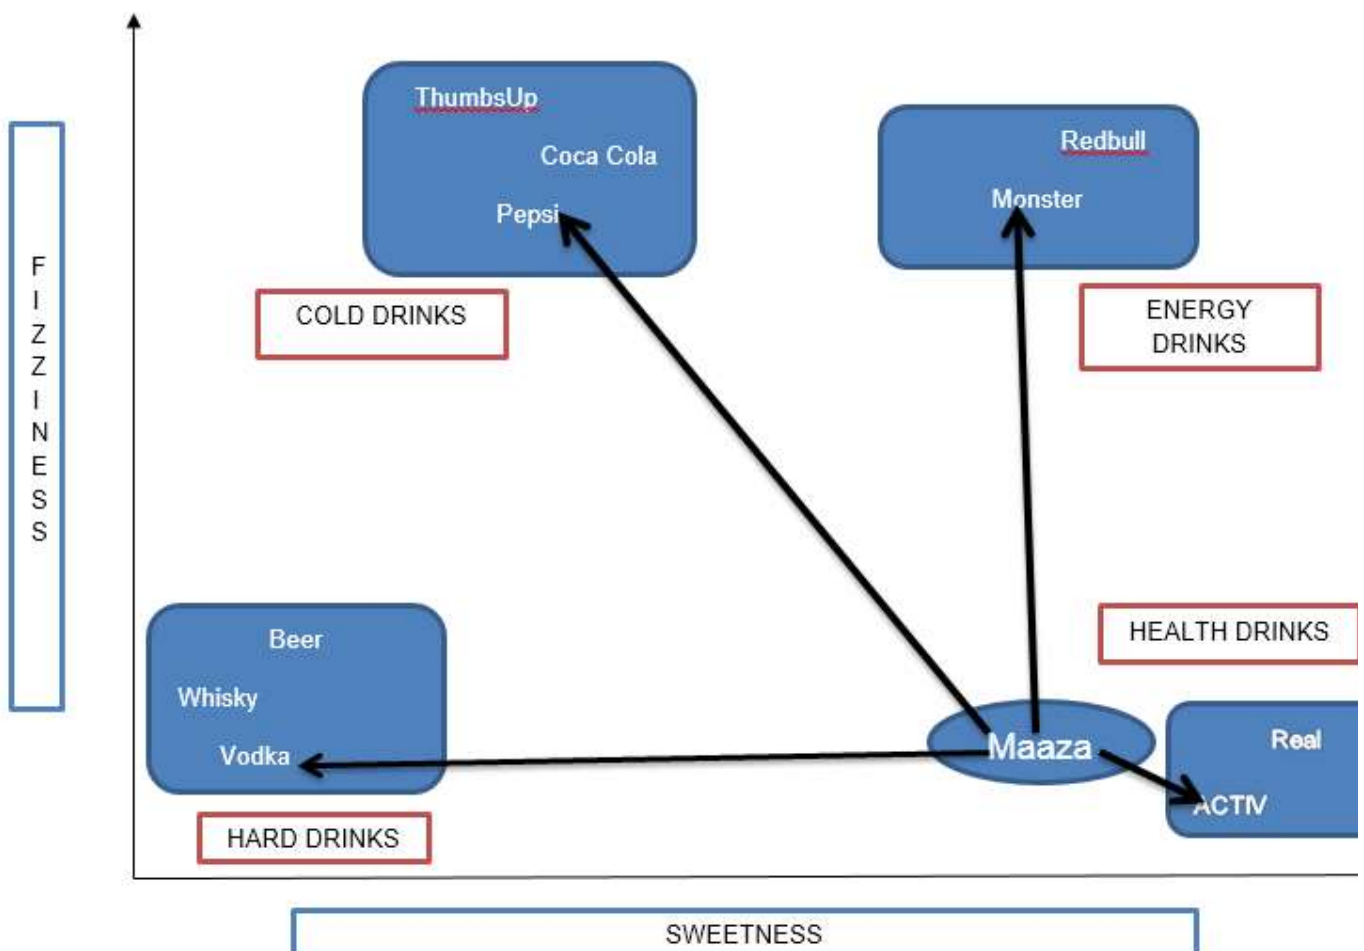 ThumbsUp
Coca Cola
Pepsi
Redbull
Monster
COLD DRINKS
ENERGY
DRINKS
FIZZINESS
Beer
Whisky
Vodka
HARD DRINKS
HEALTH DRINKS
Maaza
Real
ACTIV
SWEETNESS